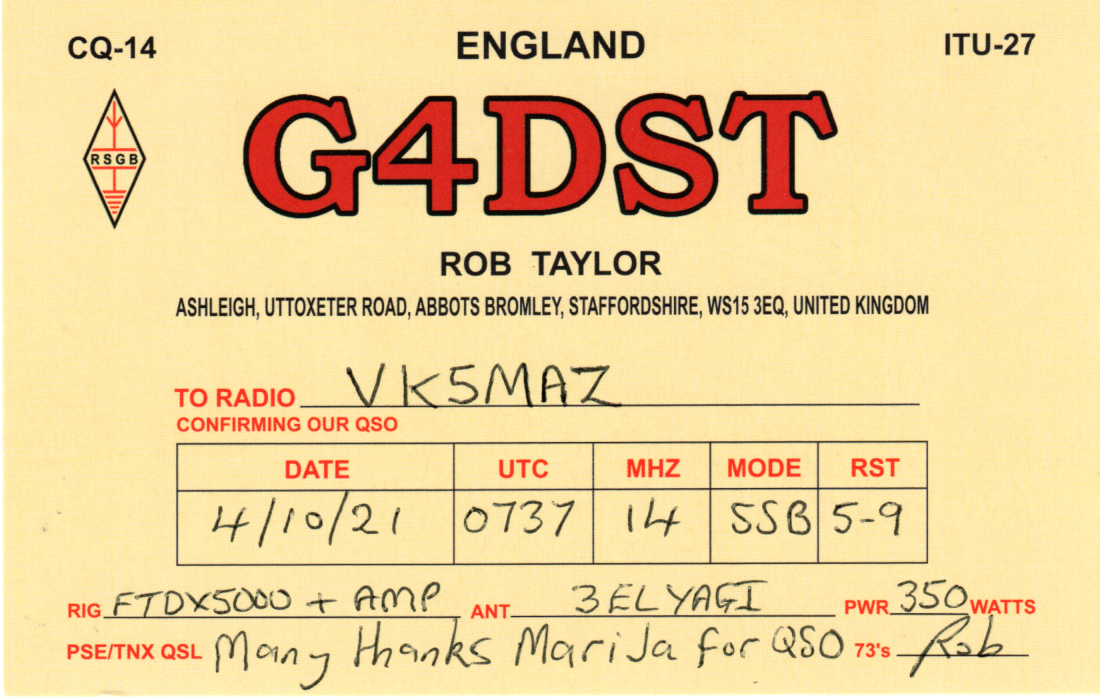 CQ-14 ENGLAND ITU-27
RSGB
G4DST
ROB TAYLOR
ASHLEIGH, UTTOXETER ROAD, ABBOTS BROMLEY, STAFFORDSHIRE, WS15 3EQ, UNITED KINGDOM
TO RADIO VK5MAZ
CONFIRMING OUR QSO
DATE UTC MHZ MODE RST
4/10/21 0737 14 SSB 5-9
RIG FTDX5000 + AMP ANT 3 EL YAGI PWR 350 WATTS
PSE/TNX QSL Many thanks Marija for QSO 73's Rob